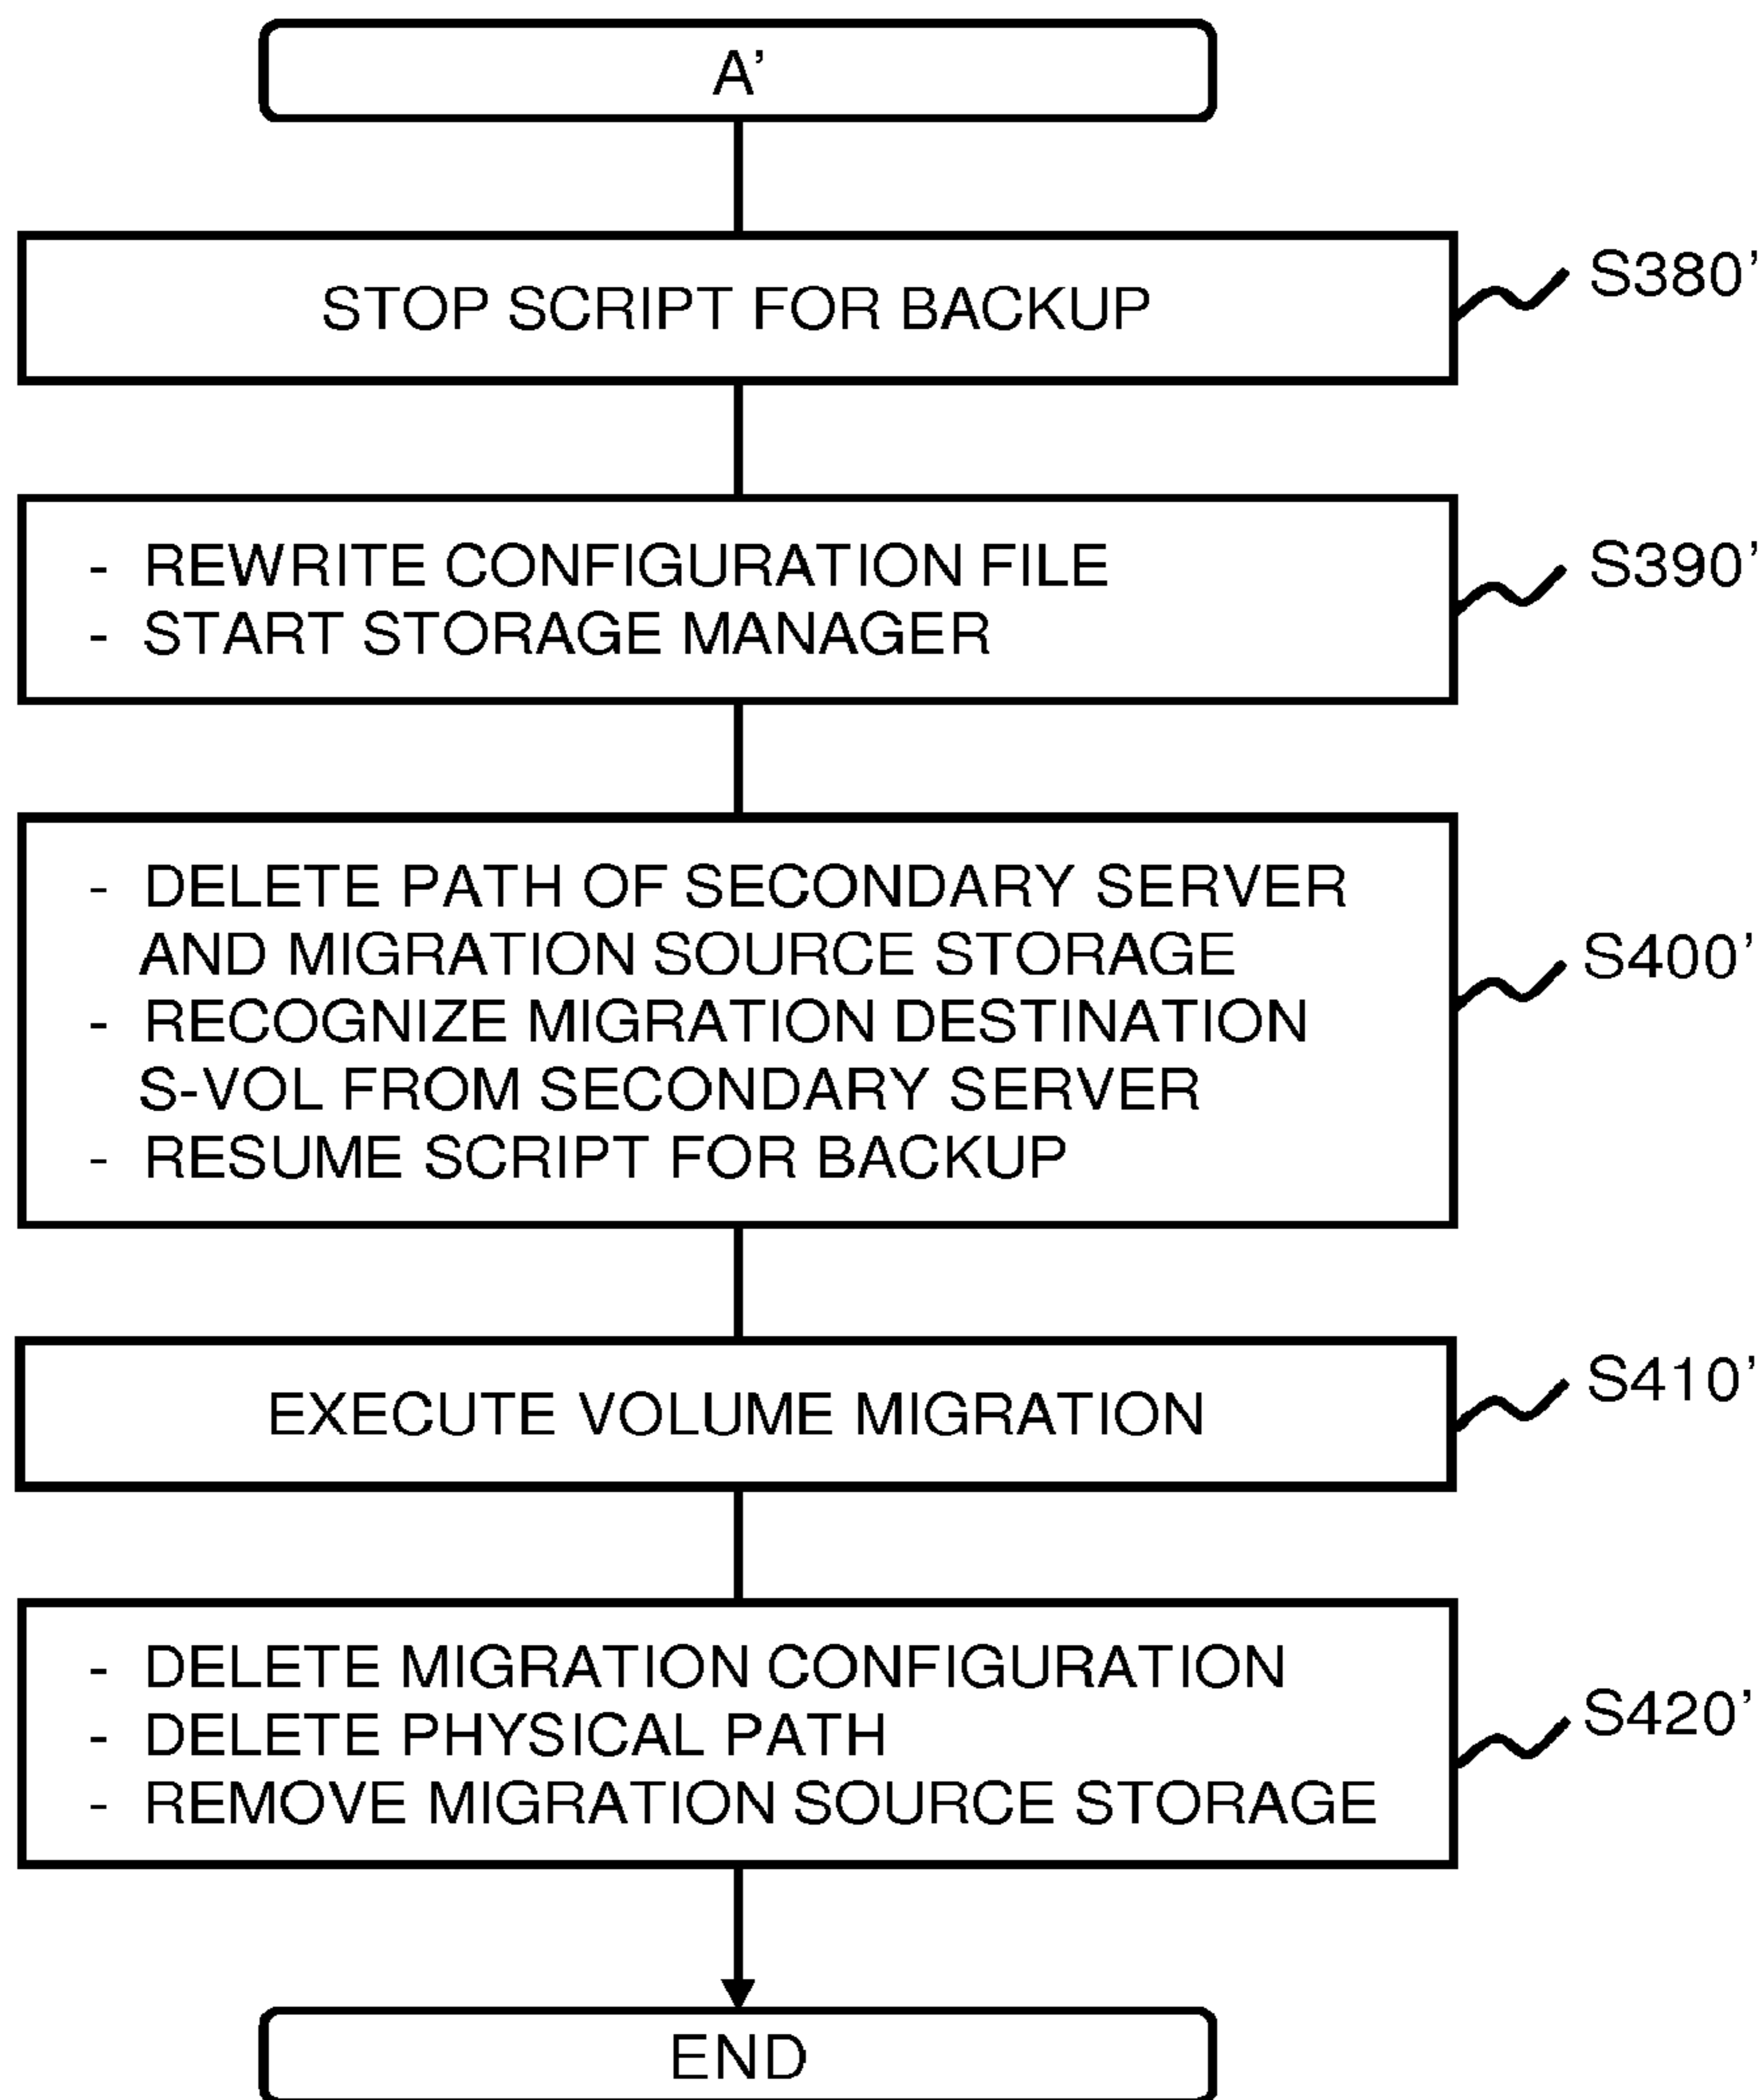 A'
STOP SCRIPT FOR BACKUP
S380'
- REWRITE CONFIGURATION FILE
- START STORAGE MANAGER
S390'
- DELETE PATH OF SECONDARY SERVER
AND MIGRATION SOURCE STORAGE
- RECOGNIZE MIGRATION DESTINATION
S-VOL FROM SECONDARY SERVER
- RESUME SCRIPT FOR BACKUP
S400'
EXECUTE VOLUME MIGRATION
S410'
- DELETE MIGRATION CONFIGURATION
- DELETE PHYSICAL PATH
- REMOVE MIGRATION SOURCE STORAGE
S420'
END